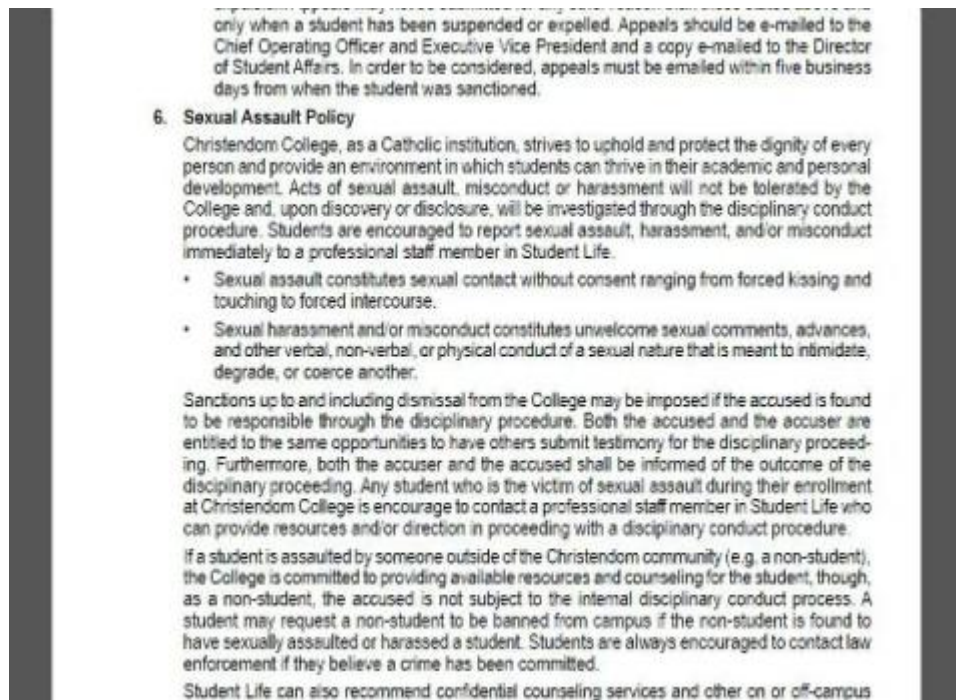 only when a student has been suspended or expelled. Appeals should be e-mailed to the
Chief Operating Officer and Executive Vice President and a copy e-mailed to the Director
of Student Affairs. In order to be considered, appeals must be emailed within five business
days from when the student was sanctioned.
6. Sexual Assault Policy
Christendom College, as a Catholic institution, strives to uphold and protect the dignity of every
person and provide an environment in which students can thrive in their academic and personal
development. Acts of sexual assault, misconduct or harassment will not be tolerated by the
College and, upon discovery or disclosure, will be investigated through the disciplinary conduct
procedure. Students are encouraged to report sexual assault, harassment, and/or misconduct
immediately to a professional staff member in Student Life.
• Sexual assault constitutes sexual contact without consent ranging from forced kissing and
touching to forced intercourse.
• Sexual harassment and/or misconduct constitutes unwelcome sexual comments, advances,
and other verbal, non-verbal, or physical conduct of a sexual nature that is meant to intimidate,
degrade, or coerce another.
Sanctions up to and including dismissal from the College may be imposed if the accused is found
to be responsible through the disciplinary procedure. Both the accused and the accuser are
entitled to the same opportunities to have others submit testimony for the disciplinary proceed-
ing. Furthermore, both the accuser and the accused shall be informed of the outcome of the
disciplinary proceeding. Any student who is the victim of sexual assault during their enrollment
at Christendom College is encourage to contact a professional staff member in Student Life who
can provide resources and/or direction in proceeding with a disciplinary conduct procedure.
If a student is assaulted by someone outside of the Christendom community (e.g. a non-student),
the College is committed to providing available resources and counseling for the student, though,
as a non-student, the accused is not subject to the internal disciplinary conduct process. A
student may request a non-student to be banned from campus if the non-student is found to
have sexually assaulted or harassed a student. Students are always encouraged to contact law
enforcement if they believe a crime has been committed.
Student Life can also recommend confidential counseling services and other on or off-campus